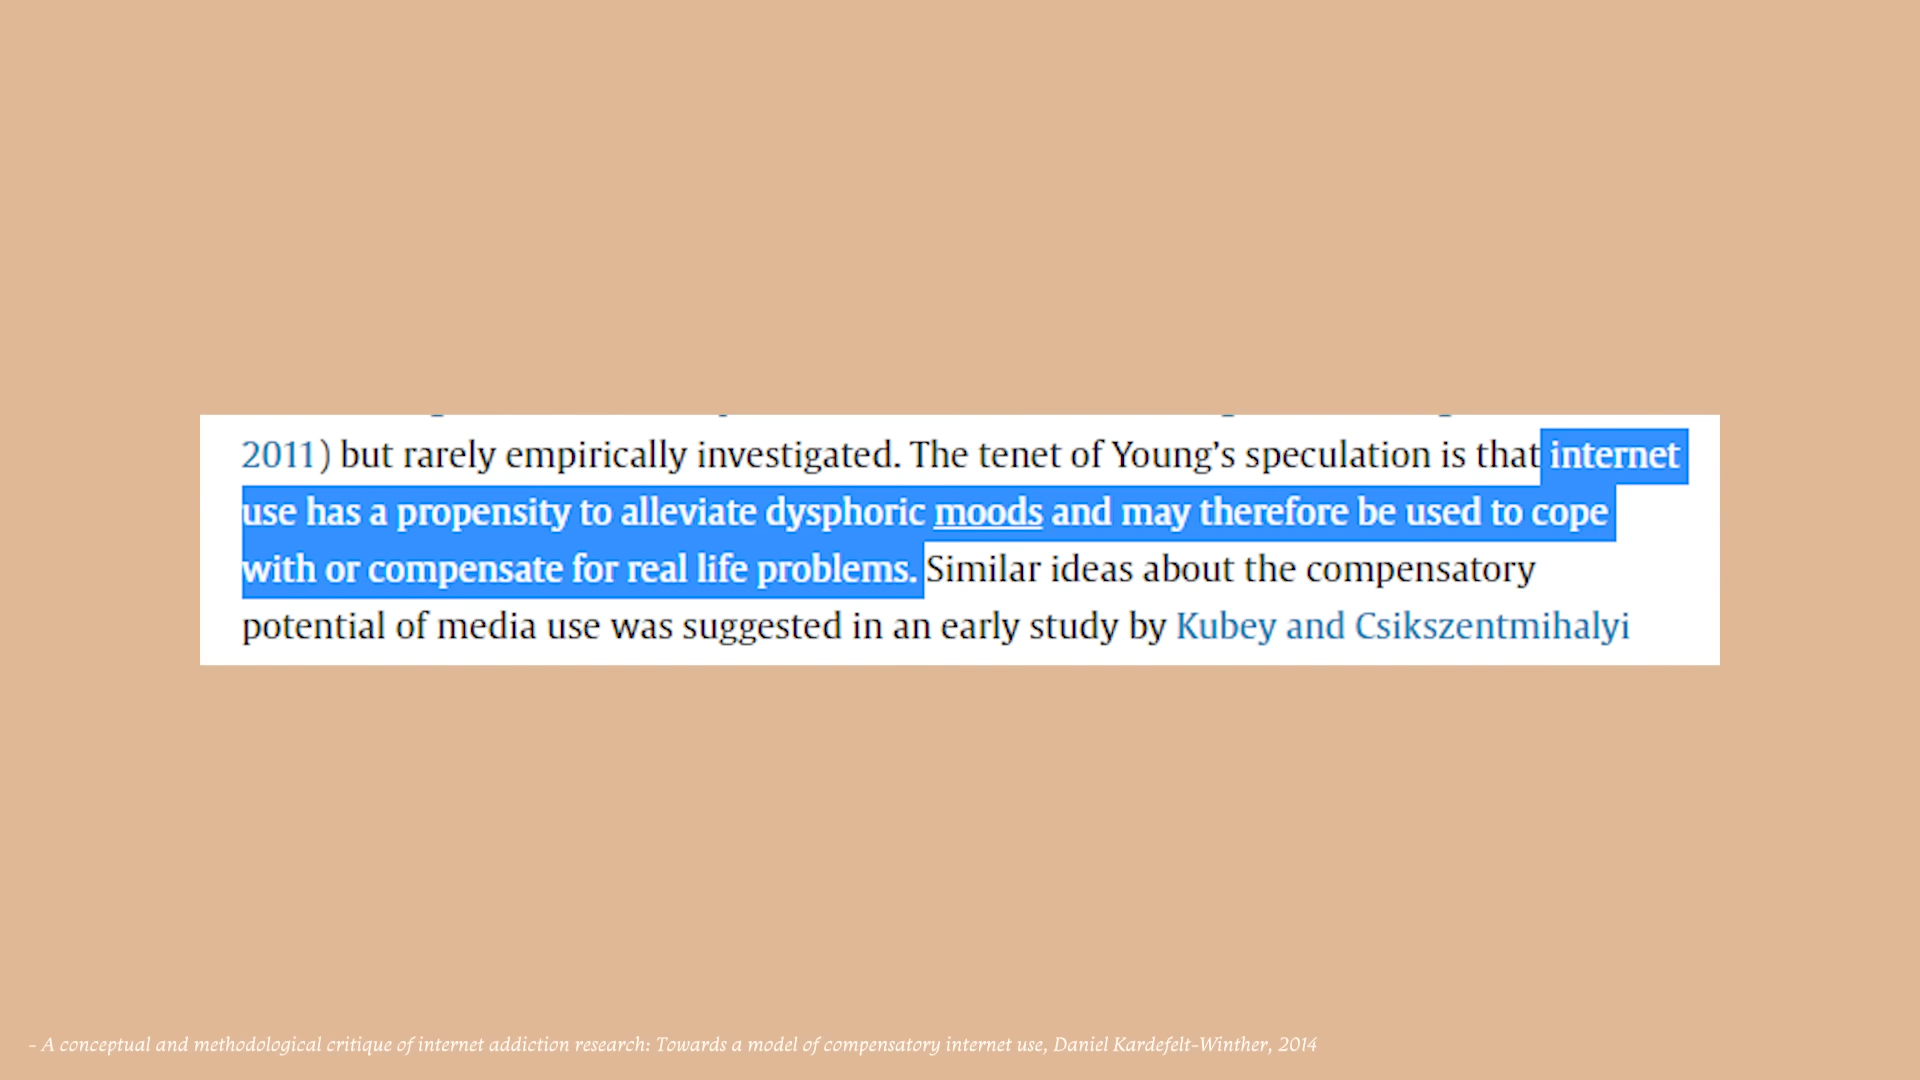 2011) but rarely empirically investigated. The tenet of Young’s speculation is that internet
use has a propensity to alleviate dysphoric moods and may therefore be used to cope
with or compensate for real life problems. Similar ideas about the compensatory
potential of media use was suggested in an early study by Kubey and Csikszentmihalyi
- A conceptual and methodological critique of internet addiction research: Towards a model of compensatory internet use, Daniel Kardefelt-Winther, 2014